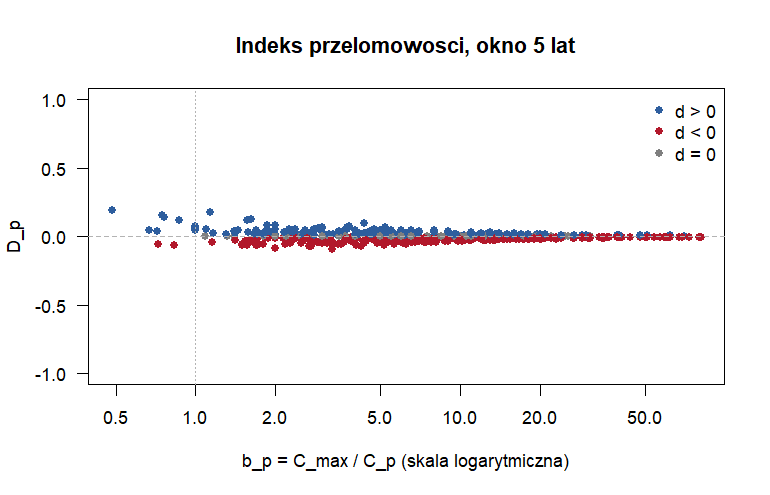 Indeks przelomowosci, okno 5 lat
1.0
0.5
0.0
-0.5
-1.0
D_p
d > 0
d < 0
d = 0
0.5
1.0
2.0
5.0
10.0
20.0
50.0
b_p = C_max / C_p (skala logarytmiczna)